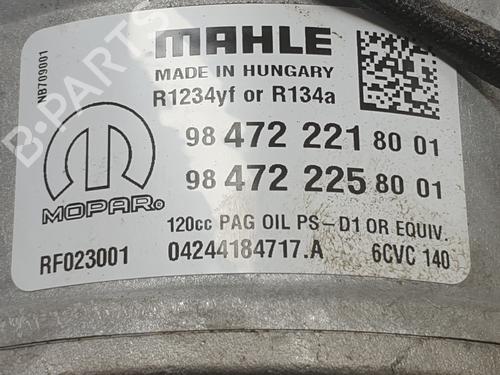 MAHLE
MADE IN HUNGARY
R1234yf or R134a
NB709001
98 472 221 80 01
98 472 225 80 01
MOPAR®
120cc PAG OIL PS-D1 OR EQUIV.
RF023001 04244184717.A 6CVC 140
B-PARTS